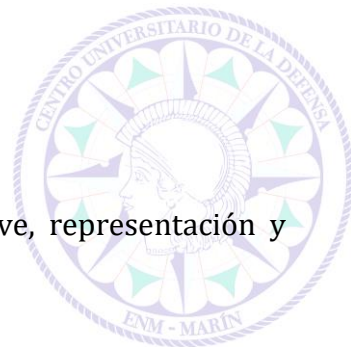 CENTRO UNIVERSITARIO DE LA DEFENSA
ve, representación y
ENM - MARÍN